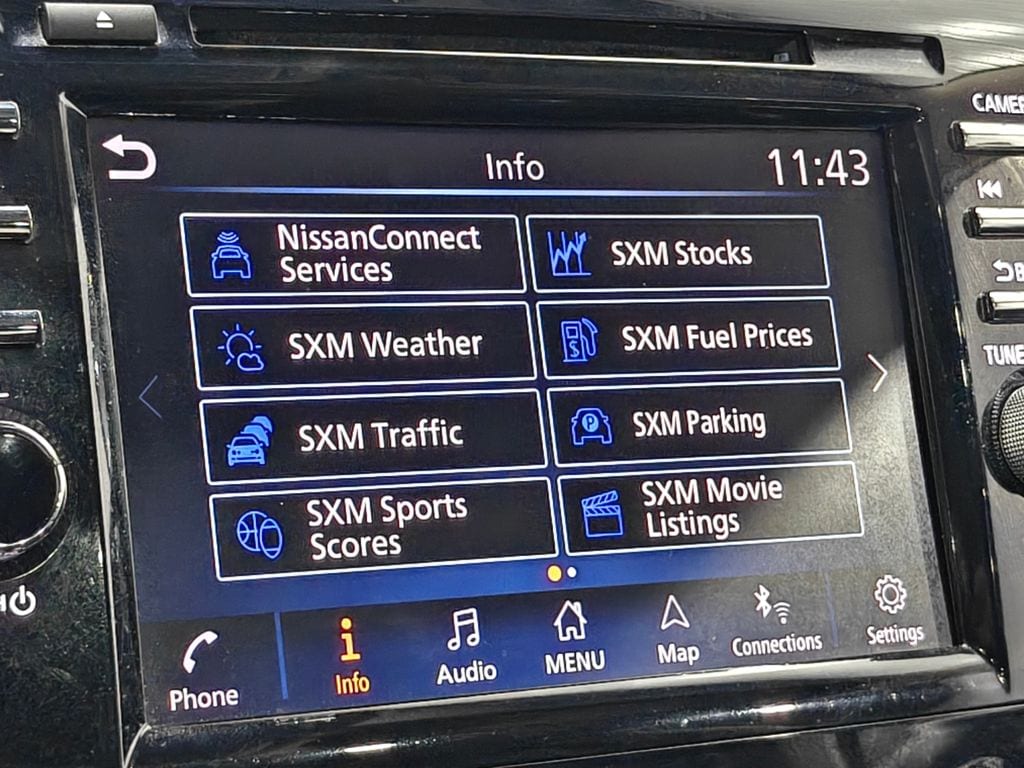 CAMER
Info
11:43
NissanConnect
Services
SXM Stocks
SXM Weather
SXM Fuel Prices
TUNE
SXM Traffic
SXM Parking
SXM Sports
Scores
SXM Movie
Listings
Phone
Info
Audio
MENU
Map
Connections
Settings